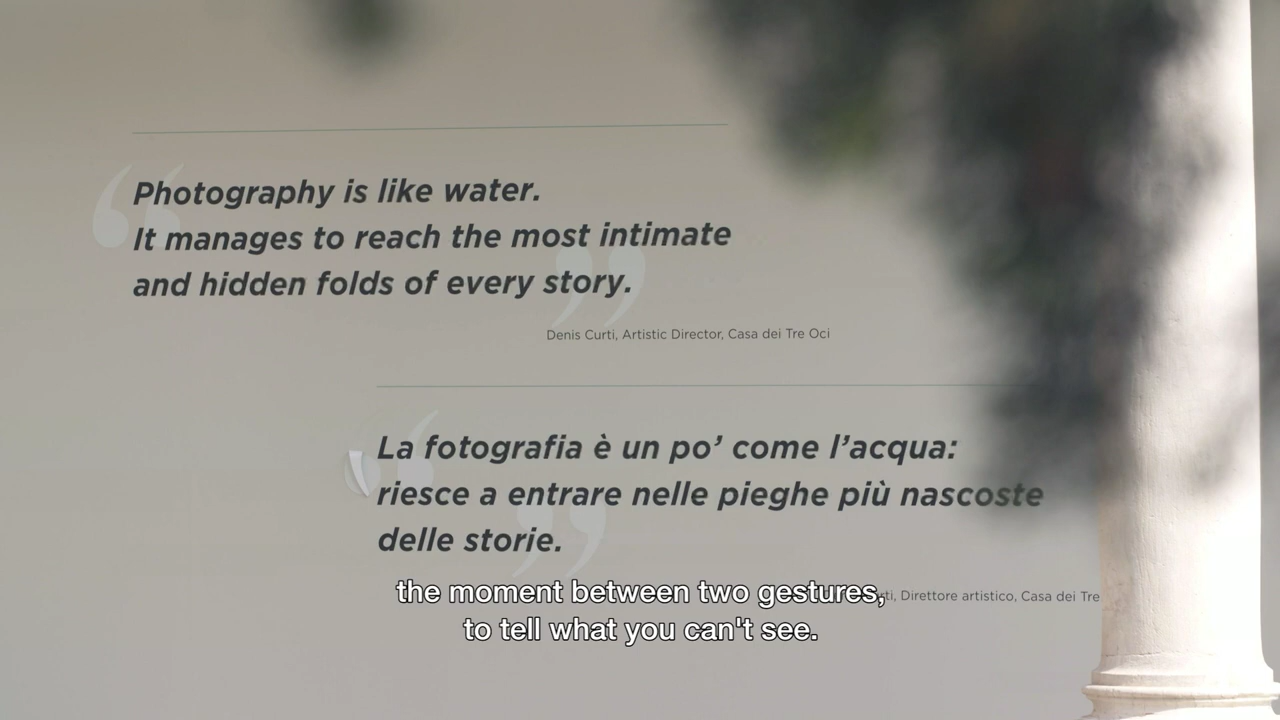 Photography is like water.
It manages to reach the most intimate
and hidden folds of every story.
Denis Curti, Artistic Director, Casa dei Tre Oci
La fotografia è un po’ come l’acqua:
riesce a entrare nelle pieghe più nascoste
delle storie.
Direttore artistico, Casa dei Tre
the moment between two gestures,
to tell what you can't see.